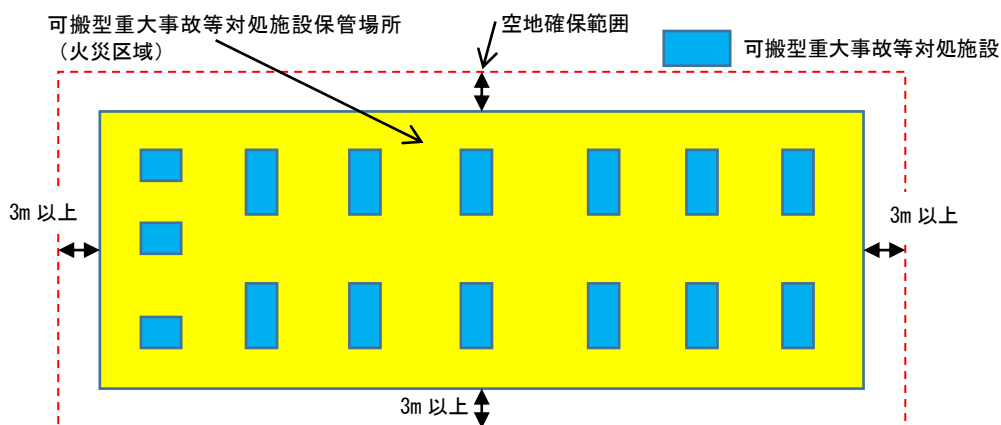 可搬型重大事故等対処施設保管場所
（火災区域）
空地確保範囲
可搬型重大事故等対処施設
3m 以上
3m 以上
3m 以上